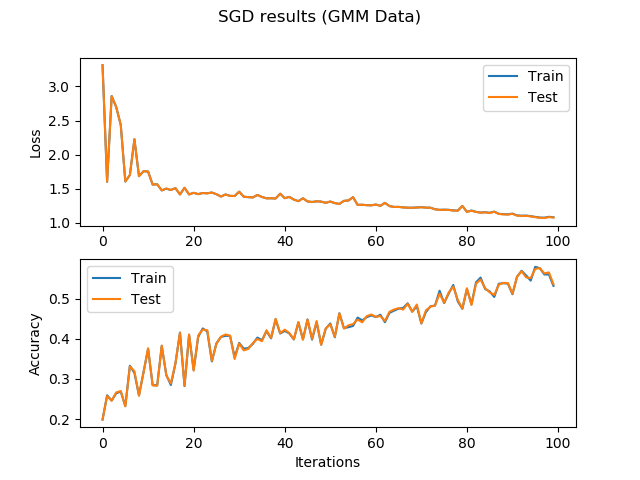 SGD results (GMM Data)
3.0
2.5
2.0
1.5
1.0
Loss
Train
Test
0 20 40 60 80 100
0.5
0.4
0.3
0.2
Accuracy
Train
Test
0 20 40 60 80 100
Iterations